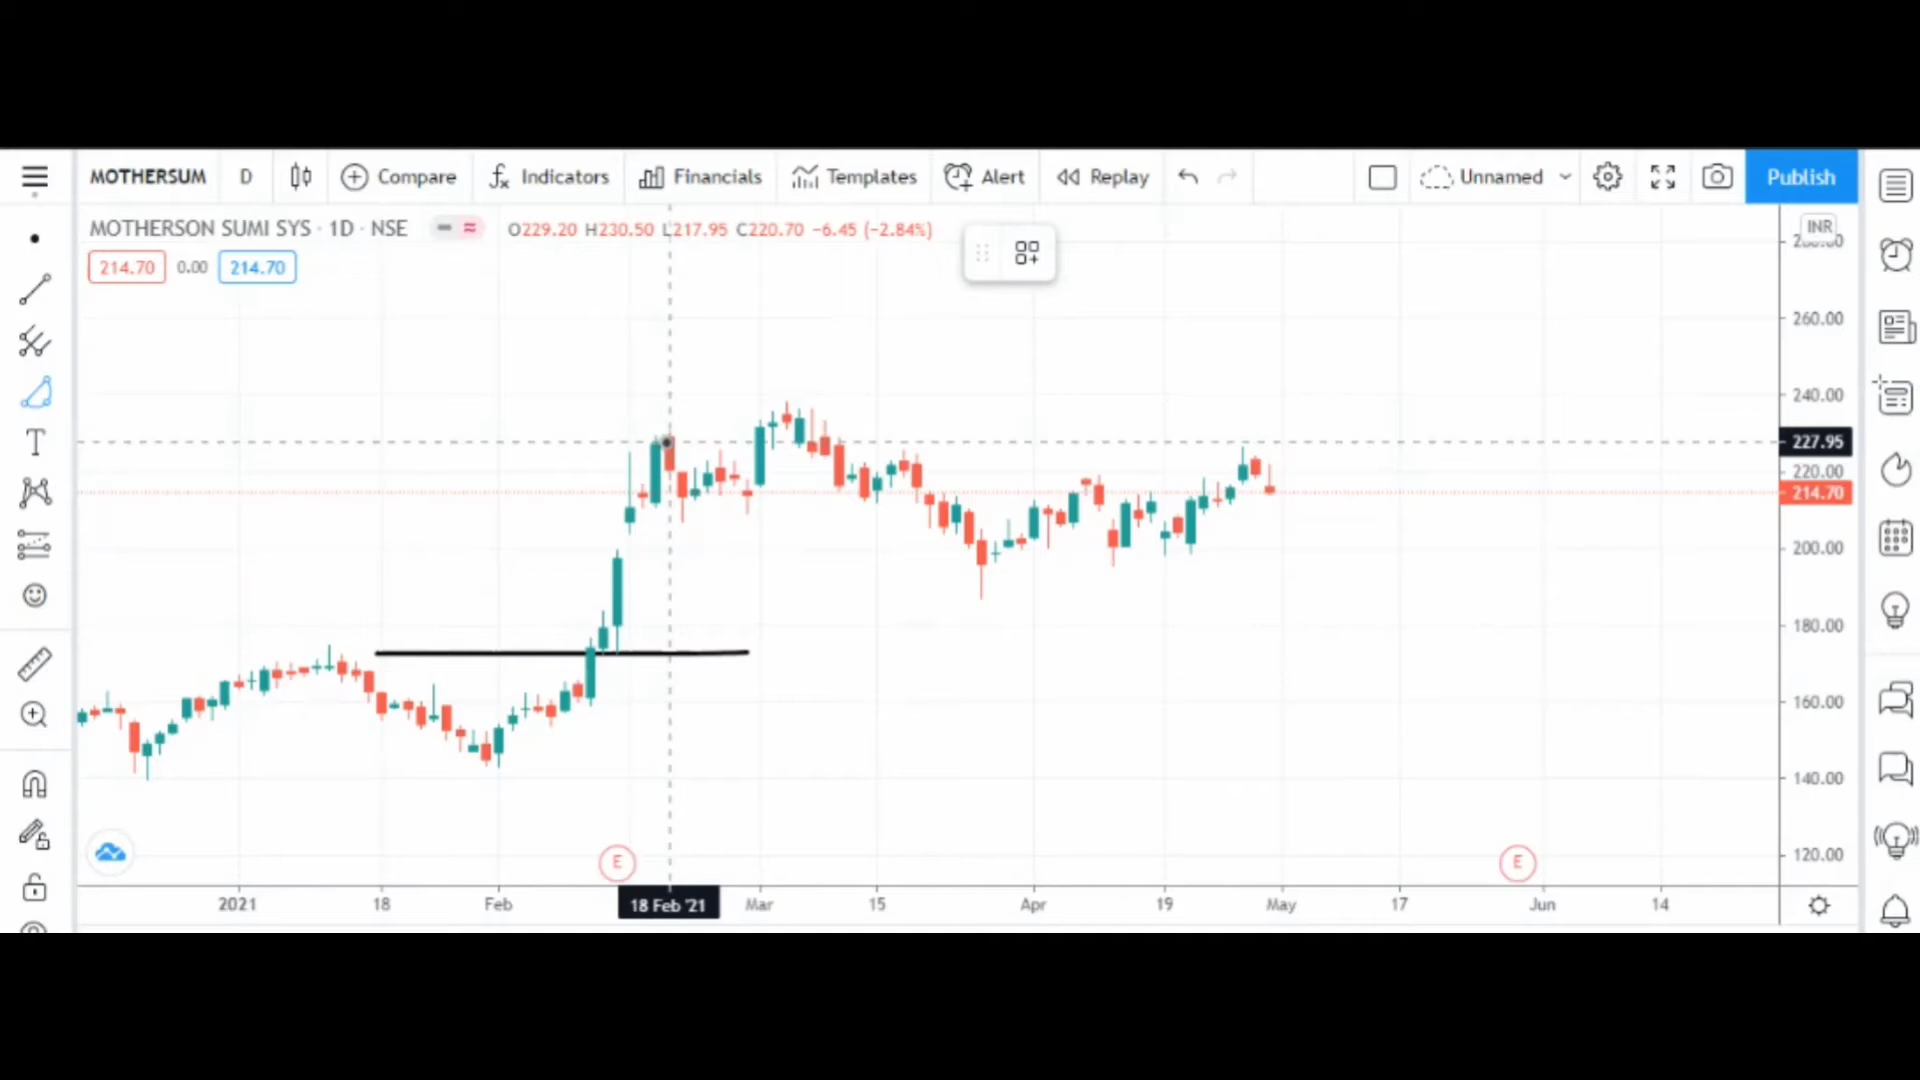 MOTHERSUM D Compare Indicators Financials Templates Alert Replay Unnamed Publish
MOTHERSON SUMI SYS · 1D · NSE O229.20 H230.50 L217.95 C220.70 −6.45 (−2.84%)
INR
214.70 0.00 214.70
260.00
240.00
227.95
220.00
214.70
200.00
180.00
160.00
140.00
120.00
E E
2021 18 Feb 18 Feb '21 Mar 15 Apr 19 May 17 Jun 14